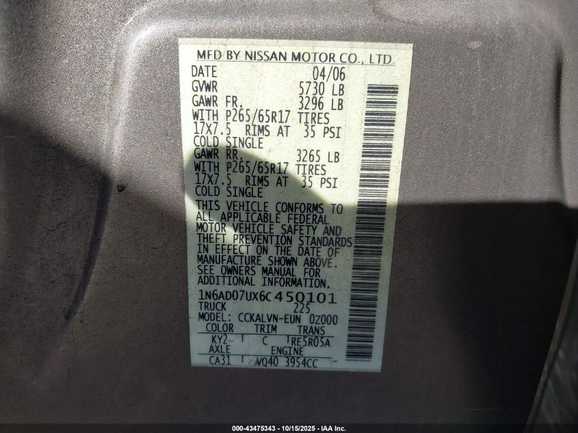 MFD BY NISSAN MOTOR CO., LTD
DATE 04/06
GVWR 5730 LB
GAWR FR. 3296 LB
WITH P265/65R17 TIRES
17X7.5 RIMS AT 35 PSI
COLD SINGLE
GAWR RR. 3265 LB
WITH P265/65R17 TIRES
17X7.5 RIMS AT 35 PSI
COLD SINGLE
THIS VEHICLE CONFORMS TO
ALL APPLICABLE FEDERAL
MOTOR VEHICLE SAFETY AND
THEFT PREVENTION STANDARDS
IN EFFECT ON THE DATE OF
MANUFACTURE SHOWN ABOVE.
SEE OWNERS MANUAL FOR
ADDITIONAL INFORMATION.
1N6AD07UX6C450101
TRUCK 225
MODEL: CCKALVN-EUN 02000
COLOR TRIM TRANS
KY2 C RE5R05A
AXLE ENGINE
CA31 VQ40 3954CC
000-43475343 - 10/15/2025 - IAA Inc.